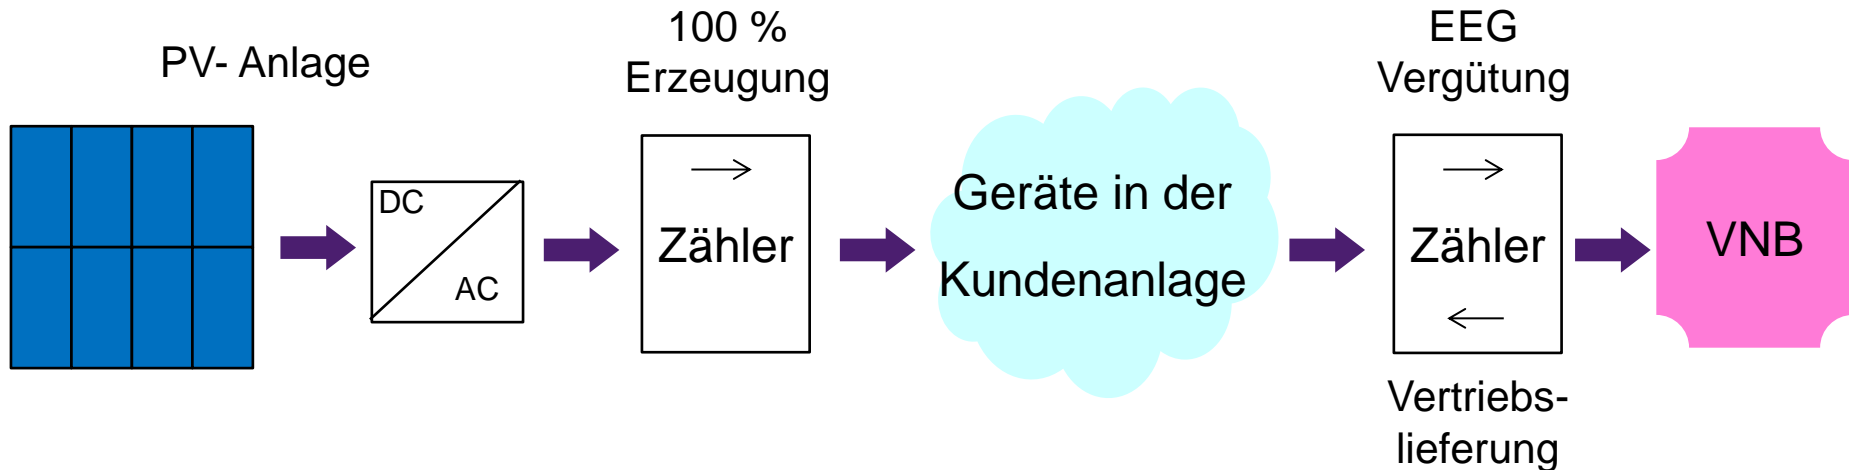 PV- Anlage
100 %
Erzeugung
EEG
Vergütung
DC
AC
Zähler
Geräte in der
Kundenanlage
Zähler
VNB
Vertriebs-
lieferung